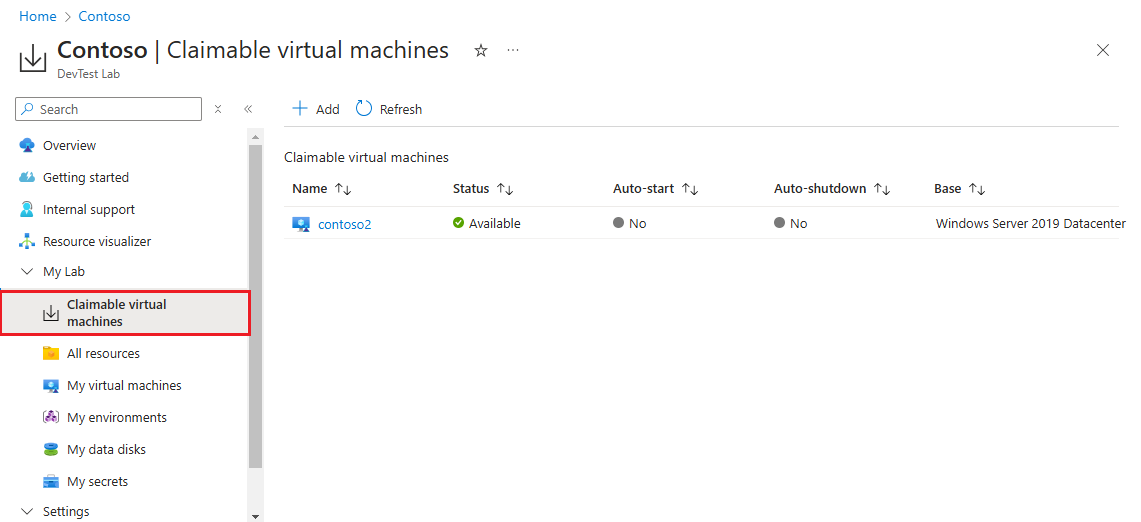 Home > Contoso
Contoso | Claimable virtual machines ☆ ···
DevTest Lab
Search
Add Refresh
Overview
Getting started
Internal support
Resource visualizer
My Lab
Claimable virtual
machines
All resources
My virtual machines
My environments
My data disks
My secrets
Settings
Claimable virtual machines
Name ↑↓ Status ↑↓ Auto-start ↑↓ Auto-shutdown ↑↓ Base ↑↓
contoso2 Available No No Windows Server 2019 Datacenter